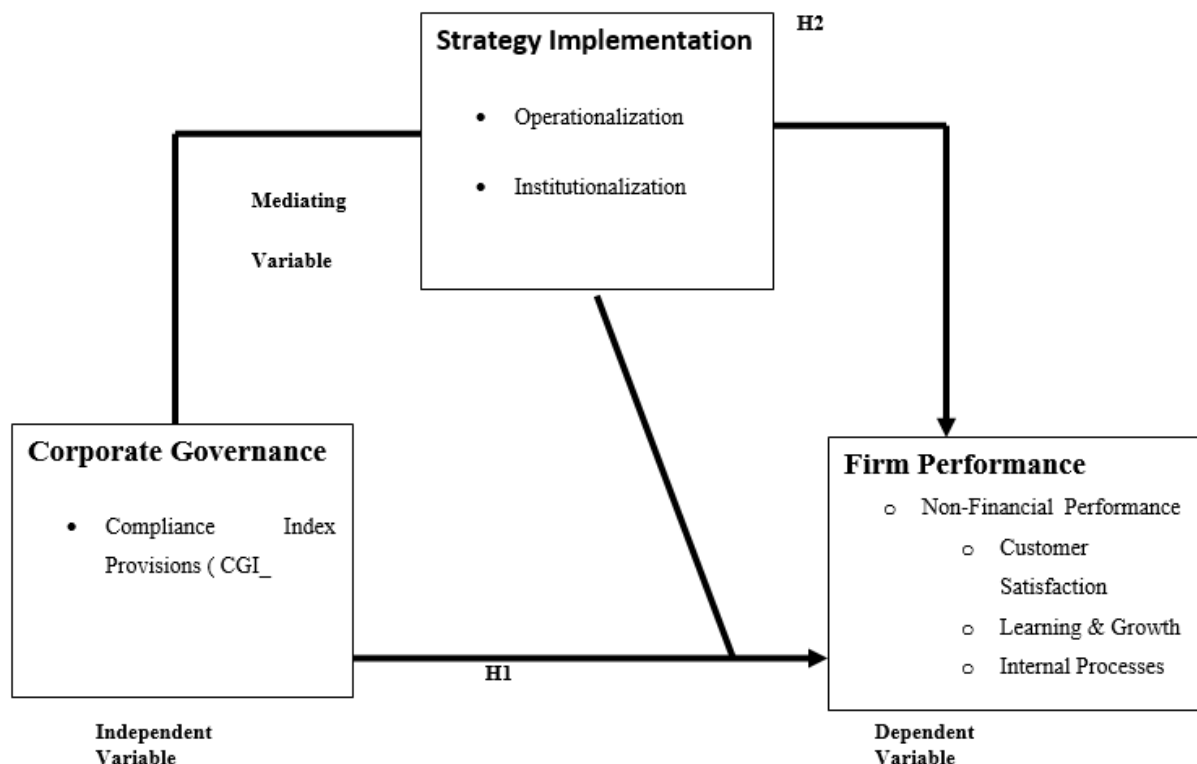 H2
Strategy Implementation
• Operationalization
• Institutionalization
Mediating
Variable
Corporate Governance
• Compliance Index
Provisions ( CGI_
Firm Performance
o Non-Financial Performance
o Customer
Satisfaction
o Learning & Growth
o Internal Processes
H1
Independent
Variable
Dependent
Variable